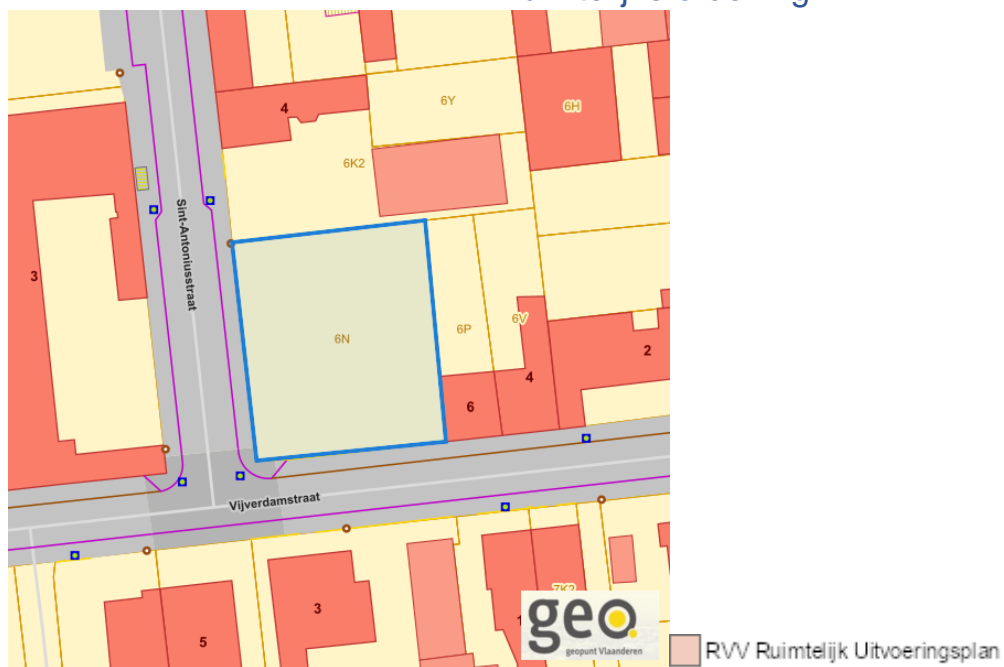 4
6Y
6H
6K2
Sint-Antoniusstraat
3
6N
6P
6V
2
4
6
Vijverdamstraat
3
5
7K2
geo.
geopunt Vlaanderen
RVV Ruimtelijk Uitvoeringsplan